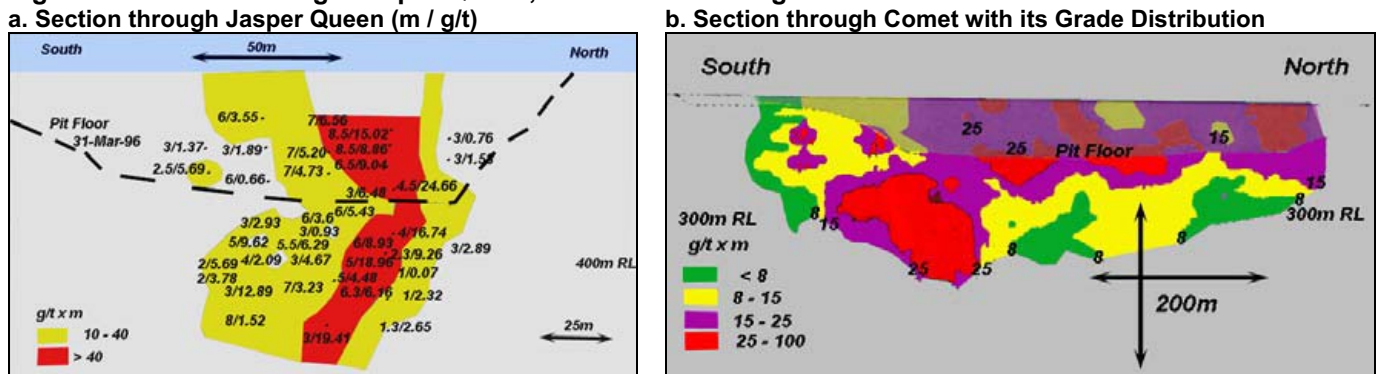 a. Section through Jasper Queen (m / g/t)
South
50m
North
6/3.55
7/6.56
8.5/15.02
3/0.76
Pit Floor
31-Mar-96
3/1.37
3/1.89
7/5.20
8.5/8.86
3/1.58
2.5/5.69
7/4.73
6.5/9.04
6/0.66
3/6.48
4.5/24.66
6/3.6
6/5.43
3/2.93
3/0.93
4/16.74
5/9.62
5.5/6.29
6/8.93
3/2.89
2.3/9.26
2/5.69
4/2.09
3/4.67
5/18.96
400m RL
2/3.78
.5/4.48
1/0.07
3/12.89
7/3.23
6.3/6.16
1/2.32
8/1.52
1.3/2.65
3/19.41
g/t x m
10 - 40
> 40
25m
b. Section through Comet with its Grade Distribution
South
North
25
15
25
Pit Floor
15
8
8
15
300m RL
300m RL
8
8
8
25
25
g/t x m
< 8
8 - 15
15 - 25
25 - 100
200m